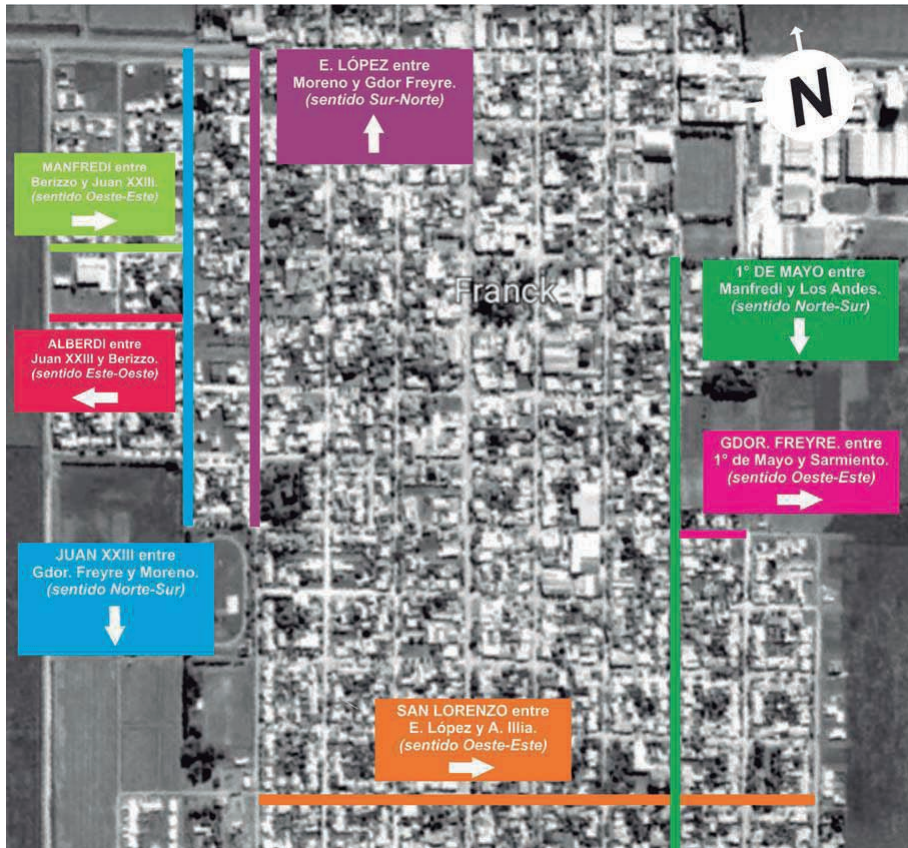 E. LÓPEZ entre
Moreno y Gdor Freyre.
(sentido Sur-Norte)
N
MANFREDI entre
Berizzo y Juan XXIII.
(sentido Oeste-Este)
Franck
1° DE MAYO entre
Manfredi y Los Andes.
(sentido Norte-Sur)
ALBERDI entre
Juan XXIII y Berizzo.
(sentido Este-Oeste)
GDOR. FREYRE. entre
1° de Mayo y Sarmiento.
(sentido Oeste-Este)
JUAN XXIII entre
Gdor. Freyre y Moreno.
(sentido Norte-Sur)
SAN LORENZO entre
E. López y A. Illia.
(sentido Oeste-Este)